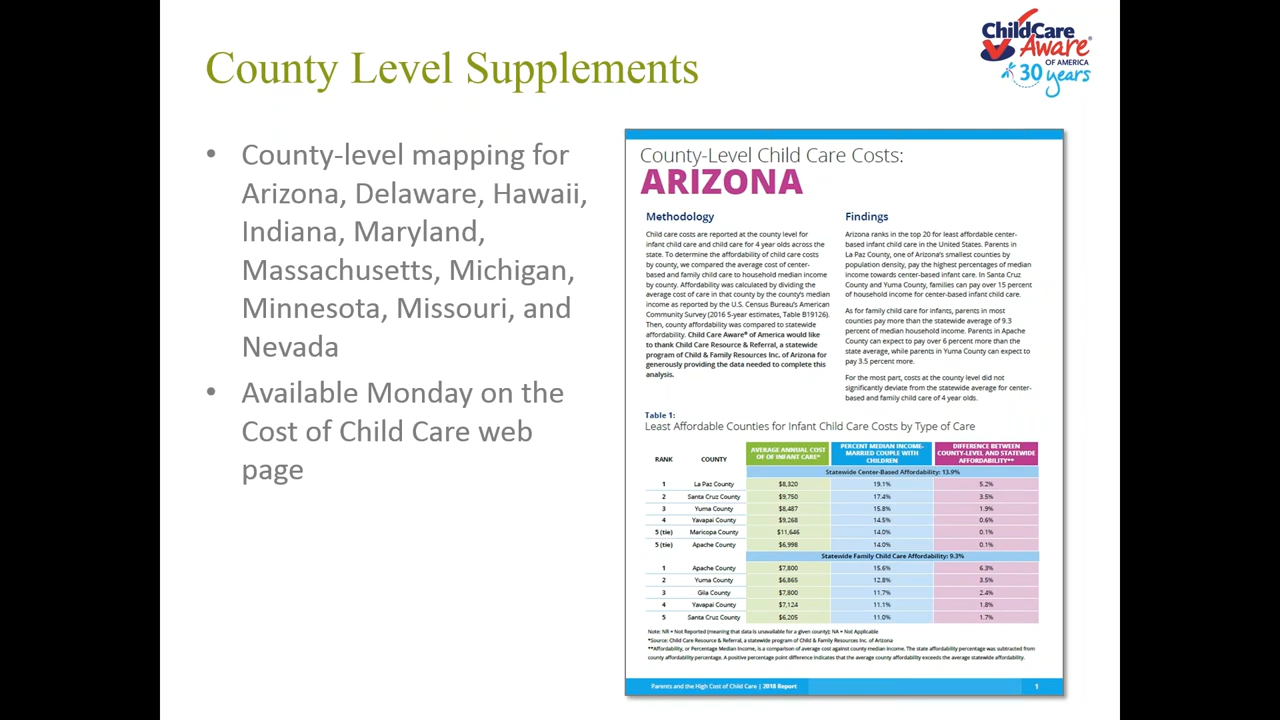 County Level Supplements
ChildCare
Aware®
OF AMERICA
30 years
• County-level mapping for
Arizona, Delaware, Hawaii,
Indiana, Maryland,
Massachusetts, Michigan,
Minnesota, Missouri, and
Nevada
• Available Monday on the
Cost of Child Care web
page
County-Level Child Care Costs:
ARIZONA
Methodology
Child care costs are reported at the county level for
infant child care and child care for 4 year olds across the
state. To determine the affordability of child care costs
by county, we compared the average cost of center-
based and family child care to household median income
by county. Affordability was calculated by dividing the
average cost of care in that county by the county's median
income as reported by the U.S. Census Bureau's American
Community Survey (2016 5-year estimates, Table B19126).
Then, county affordability was compared to statewide
affordability. Child Care Aware® of America would like
to thank Child Care Resource & Referral, a statewide
program of Child & Family Resources Inc. of Arizona for
generously providing the data needed to complete this
analysis.
Findings
Arizona ranks in the top 20 for least affordable center-
based infant child care in the United States. Parents in
La Paz County, one of Arizona's smallest counties by
population density, pay the highest percentages of median
income towards center-based infant care. In Santa Cruz
County and Yuma County, families can pay over 15 percent
of household income for center-based infant child care.
As for family child care for infants, parents in most
counties pay more than the statewide average of 9.3
percent of median household income. Parents in Apache
County can expect to pay over 6 percent more than the
state average, while parents in Yuma County can expect to
pay 3.5 percent more.
For the most part, costs at the county level did not
significantly deviate from the statewide average for center-
based and family child care of 4 year olds.
Table 1:
Least Affordable Counties for Infant Child Care Costs by Type of Care
RANK COUNTY AVERAGE ANNUAL COST OF OF INFANT CARE* PERCENT MEDIAN INCOME-MARRIED COUPLE WITH CHILDREN DIFFERENCE BETWEEN COUNTY-LEVEL AND STATEWIDE AFFORDABILITY**
Statewide Center-Based Affordability: 13.9%
1 La Paz County $8,320 19.1% 5.2%
2 Santa Cruz County $9,750 17.4% 3.5%
3 Yuma County $8,487 15.8% 1.9%
4 Yavapai County $9,268 14.5% 0.6%
5 (tie) Maricopa County $11,646 14.0% 0.1%
5 (tie) Apache County $6,998 14.0% 0.1%
Statewide Family Child Care Affordability: 9.3%
1 Apache County $7,800 15.6% 6.3%
2 Yuma County $6,865 12.8% 3.5%
3 Gila County $7,800 11.7% 2.4%
4 Yavapai County $7,124 11.1% 1.8%
5 Santa Cruz County $6,205 11.0% 1.7%
Note: NR = Not Reported (meaning that data is unavailable for a given county); NA = Not Applicable
*Source: Child Care Resource & Referral, a statewide program of Child & Family Resources Inc. of Arizona
**Affordability, or Percentage Median Income, is a comparison of average cost against county median income. The state affordability percentage was subtracted from
county affordability percentage. A positive percentage point difference indicates that the average county affordability exceeds the average statewide affordability.
Parents and the High Cost of Child Care | 2018 Report 1